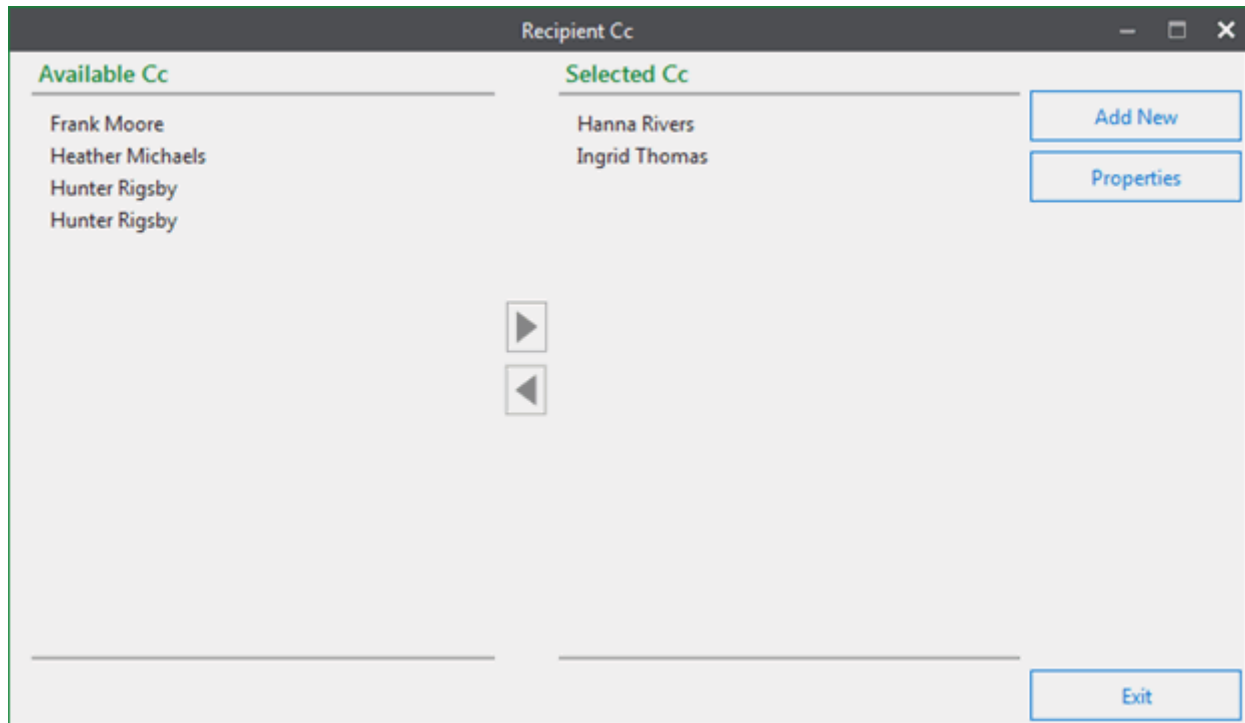 Recipient Cc
Available Cc
Frank Moore
Heather Michaels
Hunter Rigsby
Hunter Rigsby
Selected Cc
Hanna Rivers
Ingrid Thomas
Add New
Properties
Exit